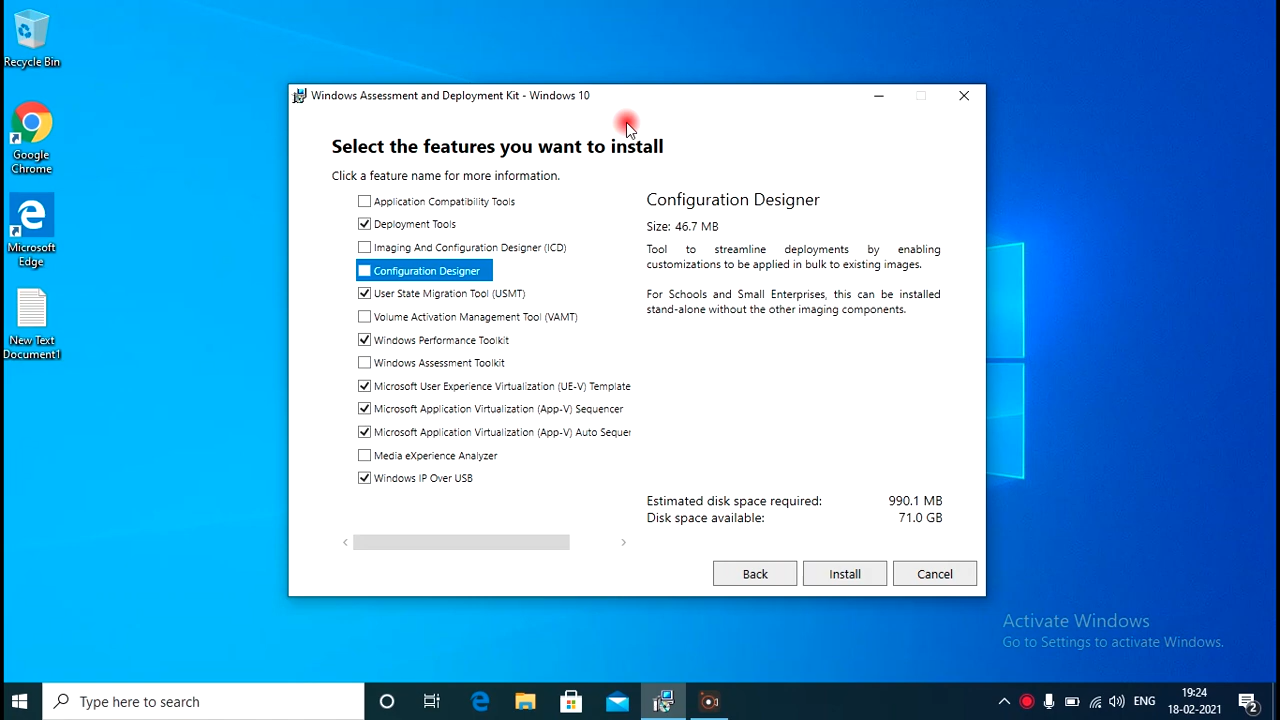 Recycle Bin
Google
Chrome
Microsoft
Edge
New Text
Document1
Windows Assessment and Deployment Kit - Windows 10
Select the features you want to install
Click a feature name for more information.
Application Compatibility Tools
Deployment Tools
Imaging And Configuration Designer (ICD)
Configuration Designer
User State Migration Tool (USMT)
Volume Activation Management Tool (VAMT)
Windows Performance Toolkit
Windows Assessment Toolkit
Microsoft User Experience Virtualization (UE-V) Template
Microsoft Application Virtualization (App-V) Sequencer
Microsoft Application Virtualization (App-V) Auto Sequer
Media eXperience Analyzer
Windows IP Over USB
Configuration Designer
Size: 46.7 MB
Tool to streamline deployments by enabling
customizations to be applied in bulk to existing images.
For Schools and Small Enterprises, this can be installed
stand-alone without the other imaging components.
Estimated disk space required: 990.1 MB
Disk space available: 71.0 GB
Back Install Cancel
Activate Windows
Go to Settings to activate Windows.
Type here to search
ENG
19:24
18-02-2021
2